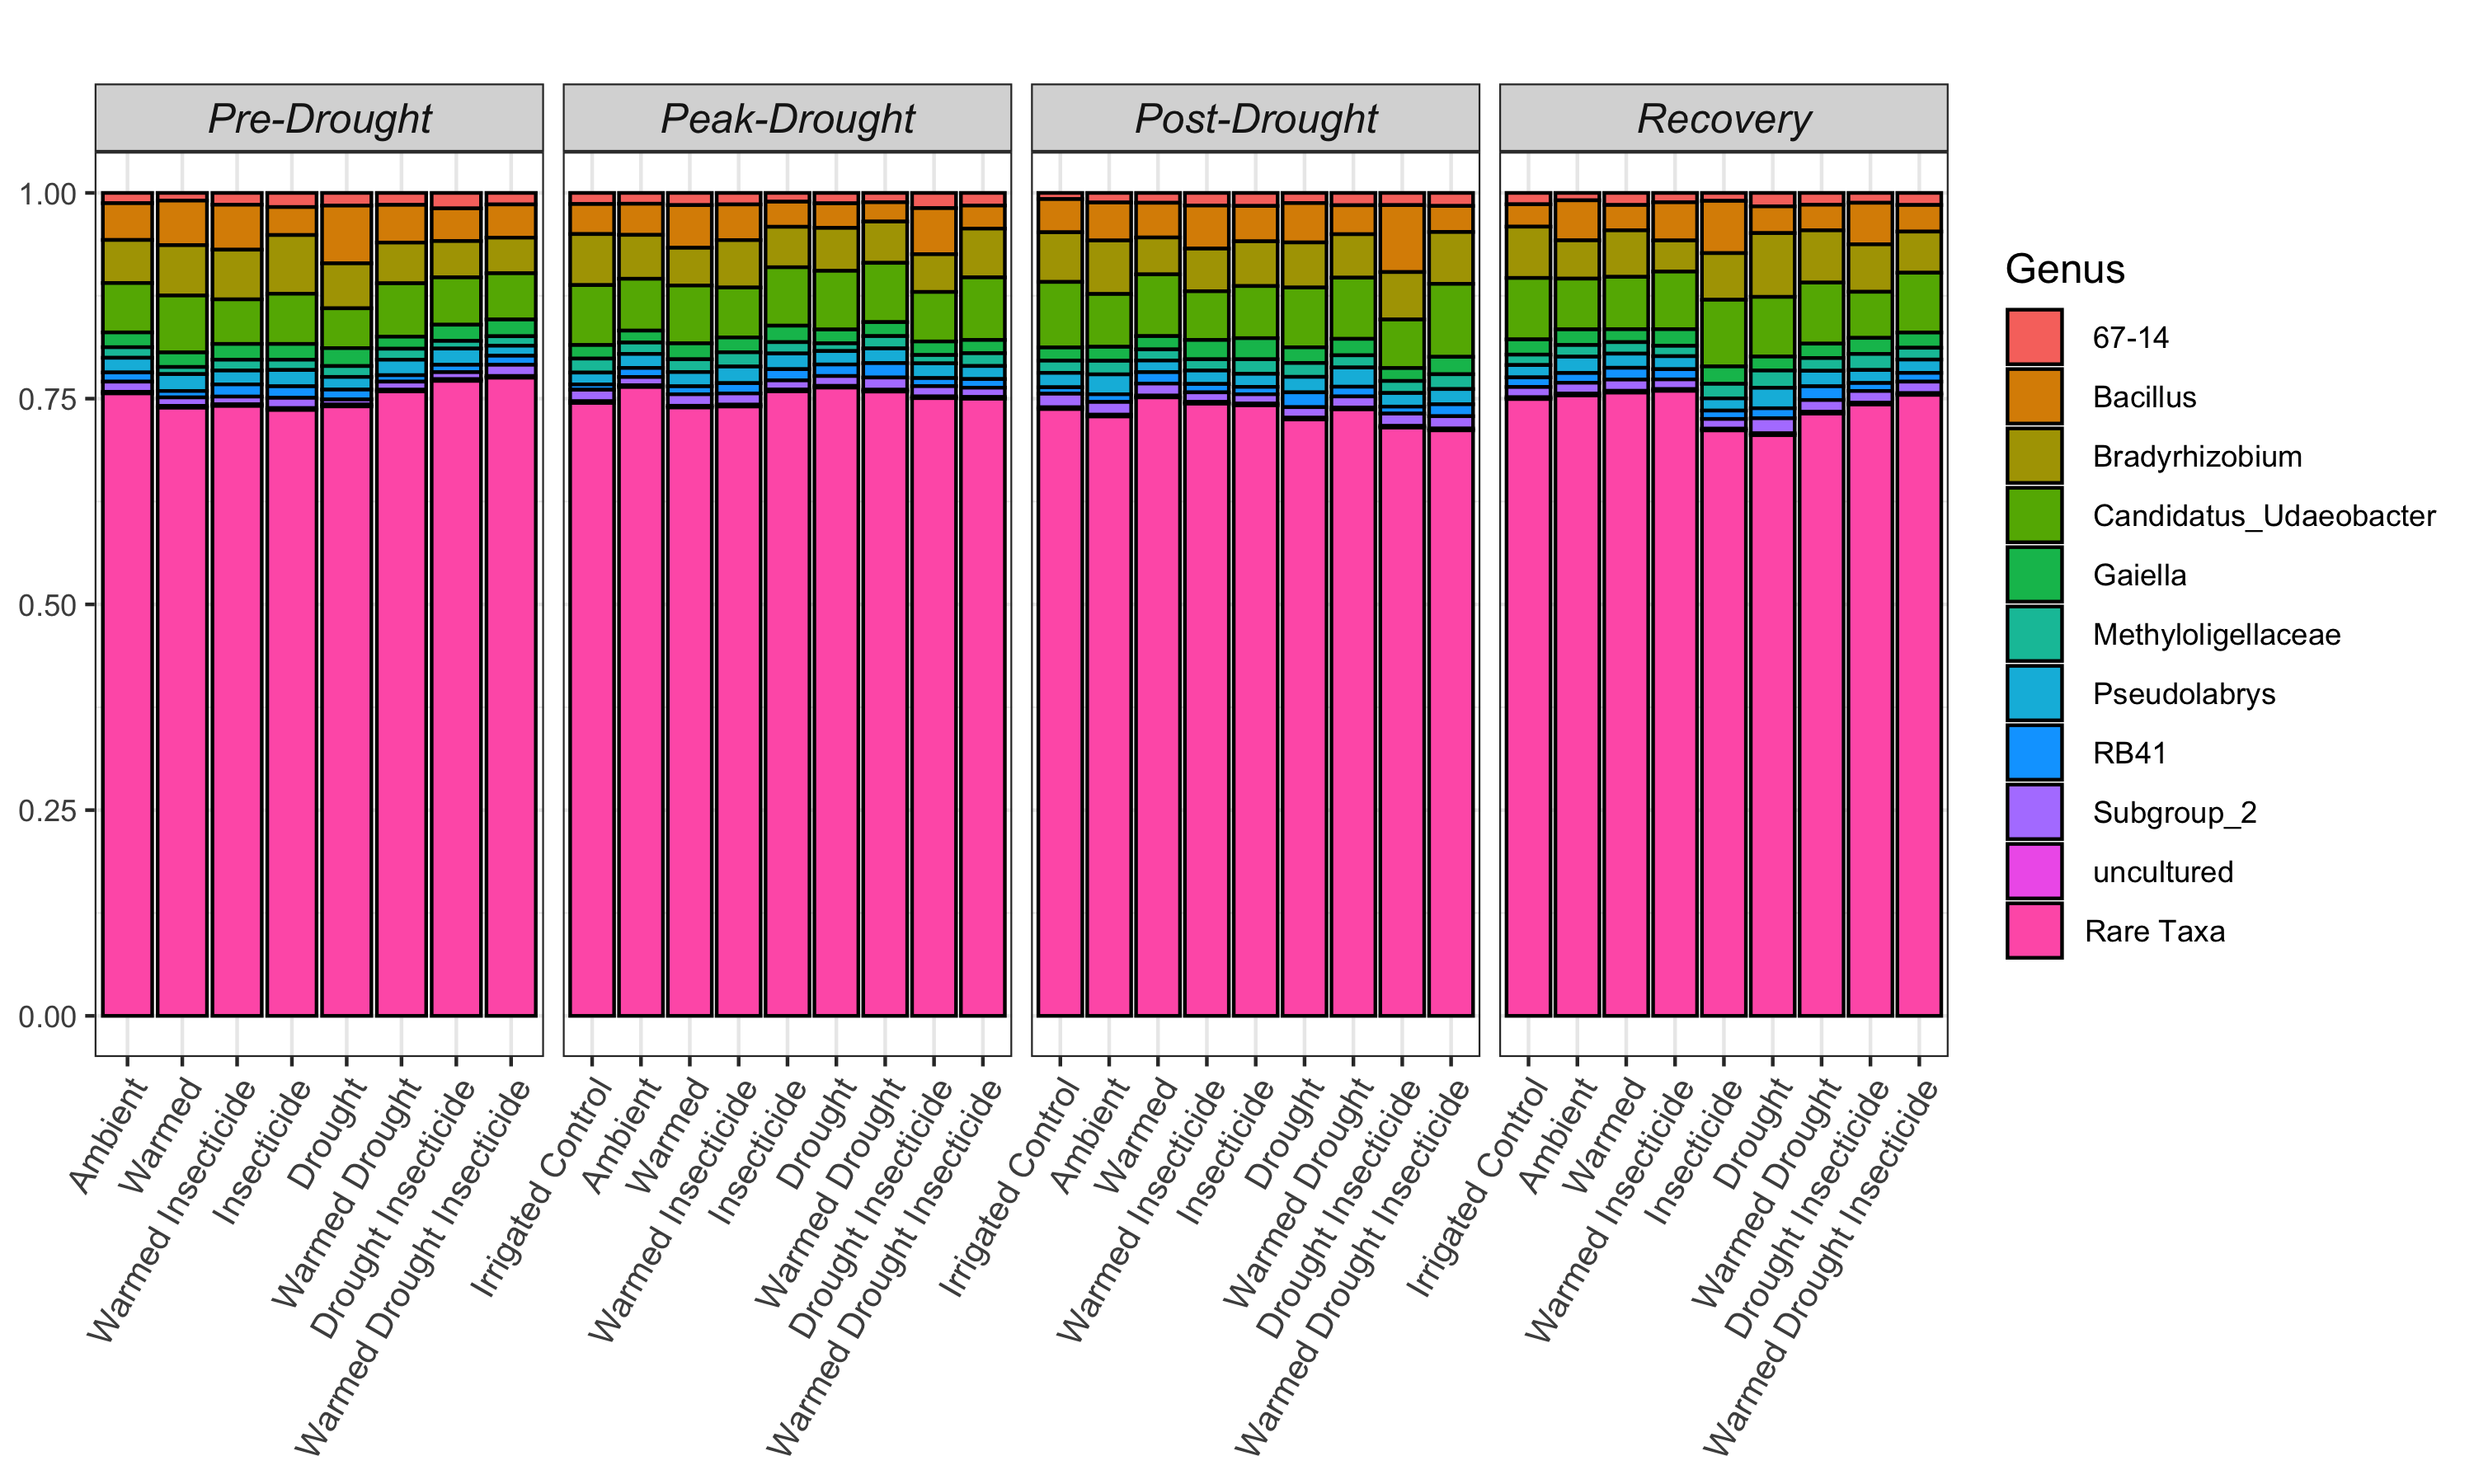 Pre-Drought
Peak-Drought
Post-Drought
Recovery
1.00
0.75
0.50
0.25
0.00
Ambient
Warmed
Warmed Insecticide
Insecticide
Drought
Warmed Drought
Drought Insecticide
Warmed Drought Insecticide
Irrigated Control
Ambient
Warmed
Warmed Insecticide
Insecticide
Drought
Warmed Drought
Drought Insecticide
Warmed Drought Insecticide
Irrigated Control
Ambient
Warmed
Warmed Insecticide
Insecticide
Drought
Warmed Drought
Drought Insecticide
Warmed Drought Insecticide
Irrigated Control
Ambient
Warmed
Warmed Insecticide
Insecticide
Drought
Warmed Drought
Drought Insecticide
Warmed Drought Insecticide
Genus
67-14
Bacillus
Bradyrhizobium
Candidatus_Udaeobacter
Gaiella
Methyloligellaceae
Pseudolabrys
RB41
Subgroup_2
uncultured
Rare Taxa